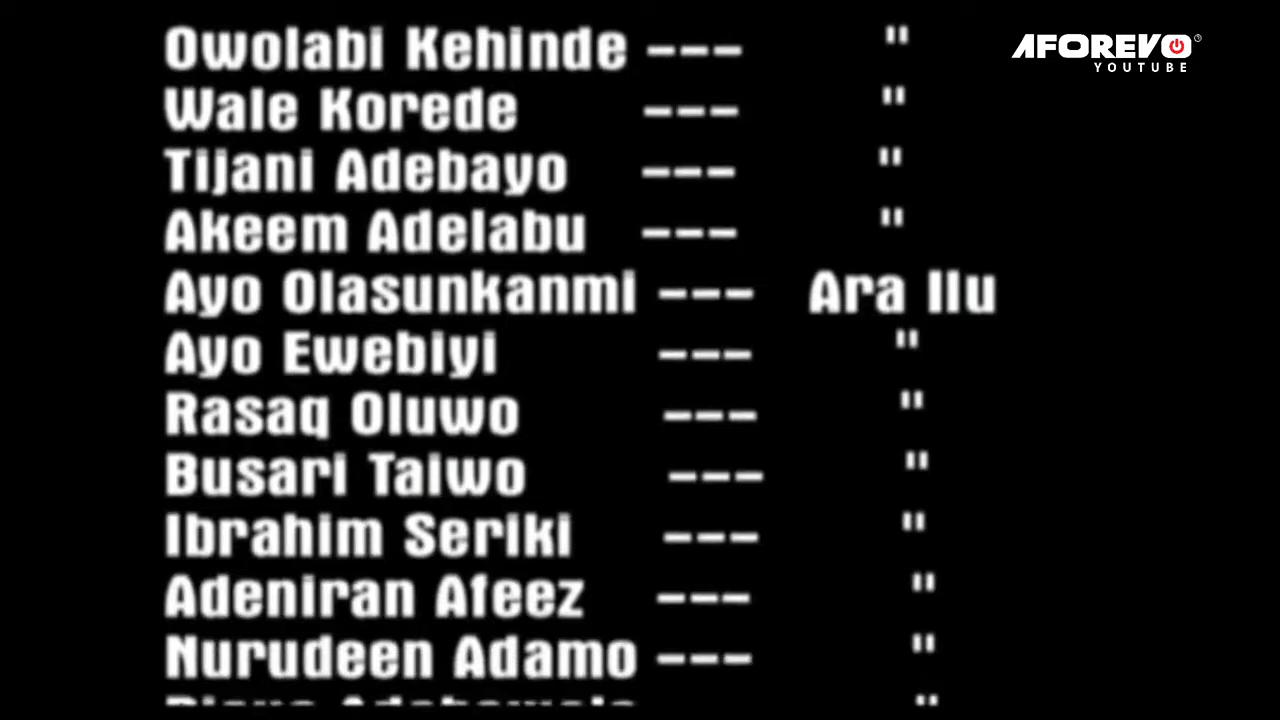 Owolabi Kehinde --- "
Wale Korede --- "
Tijani Adebayo --- "
Akeem Adelabu --- "
Ayo Olasunkanmi --- Ara Ilu
Ayo Ewebiyi --- "
Rasaq Oluwo --- "
Busari Taiwo --- "
Ibrahim Seriki --- "
Adeniran Afeez --- "
Nurudeen Adamo --- "
AFOREVO
YOUTUBE